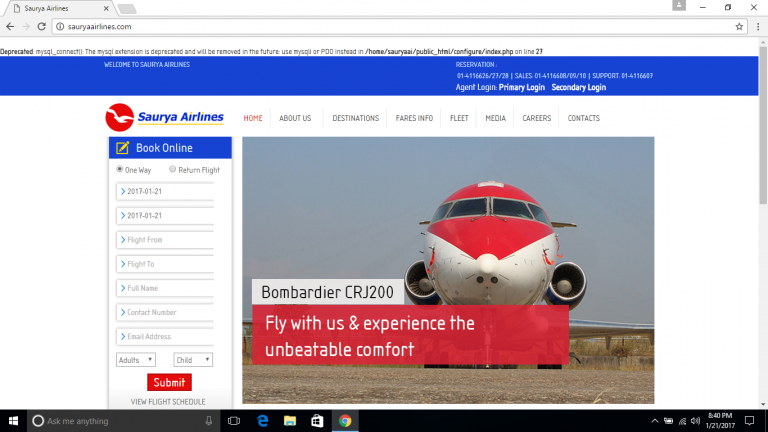 Saurya Airlines
sauryaairlines.com
Deprecated: mysql_connect(): The mysql extension is deprecated and will be removed in the future: use mysqli or PDO instead in /home/sauryaai/public_html/configure/index.php on line 27
WELCOME TO SAURYA AIRLINES
RESERVATION :
01-4116626/27/28 | SALES: 01-4116608/09/10 | SUPPORT: 01-4116607
Agent Login: Primary Login Secondary Login
Saurya Airlines
HOME ABOUT US DESTINATIONS FARES INFO FLEET MEDIA CAREERS CONTACTS
Book Online
One Way Return Flight
2017-01-21
2017-01-21
Flight From
Flight To
Full Name
Contact Number
Email Address
Adults Child
Submit
VIEW FLIGHT SCHEDULE
Bombardier CRJ200
Fly with us & experience the
unbeatable comfort
Ask me anything
8:40 PM
1/21/2017